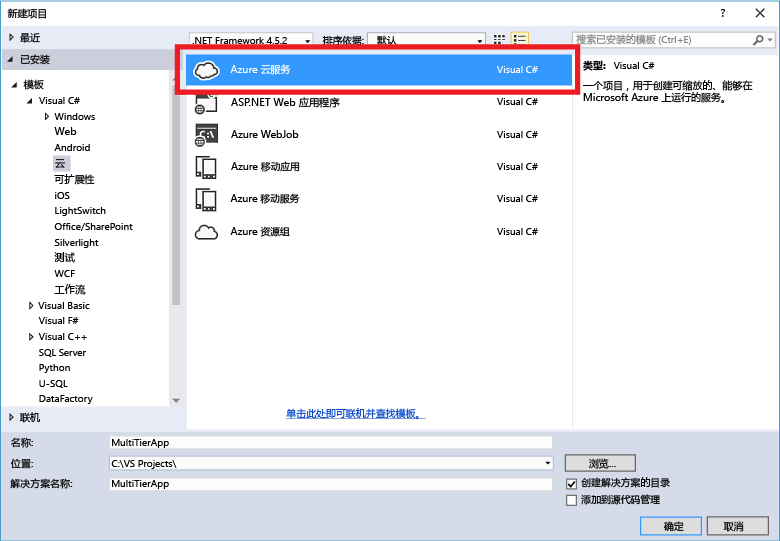 新建项目
?
最近
.NET Framework 4.5.2
排序依据:
默认
搜索已安装的模板 (Ctrl+E)
已安装
模板
Visual C#
Windows
Web
Android
云
可扩展性
iOS
LightSwitch
Office/SharePoint
Silverlight
测试
WCF
工作流
Visual Basic
Visual F#
Visual C++
SQL Server
Python
U-SQL
DataFactory
联机
Azure 云服务 Visual C#
ASP.NET Web 应用程序 Visual C#
Azure WebJob Visual C#
Azure 移动应用 Visual C#
Azure 移动服务 Visual C#
Azure 资源组 Visual C#
单击此处即可联机并查找模板。
类型: Visual C#
一个项目，用于创建可缩放的、能够在
Microsoft Azure 上运行的服务。
名称: MultiTierApp
位置: C:\VS Projects\ 浏览...
解决方案名称: MultiTierApp
创建解决方案的目录
添加到源代码管理
确定 取消